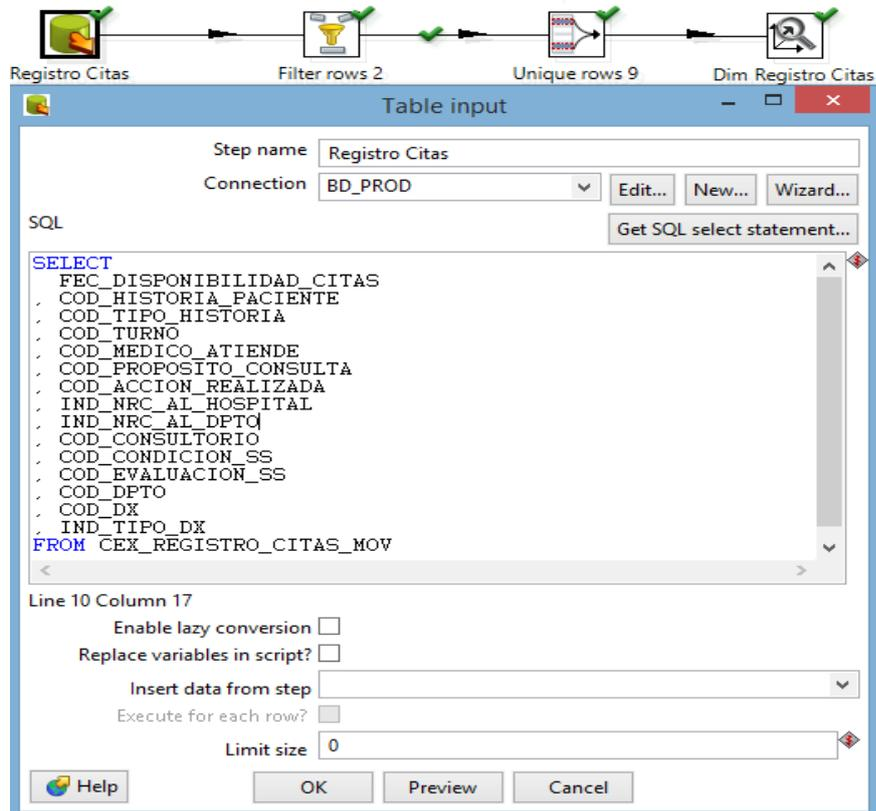 Registro Citas
Filter rows 2
Unique rows 9
Dim Registro Citas
Table input
Step name Registro Citas
Connection BD_PROD Edit... New... Wizard...
SQL
Get SQL select statement...
SELECT
FEC_DISPONIBILIDAD_CITAS
, COD_HISTORIA_PACIENTE
, COD_TIPO_HISTORIA
, COD_TURNO
, COD_MEDICO_ATIENDE
, COD_PROPOSITO_CONSULTA
, COD_ACCION_REALIZADA
, IND_NRC_AL_HOSPITAL
, IND_NRC_AL_DPTO
, COD_CONSULTORIO
, COD_CONDICION_SS
, COD_EVALUACION_SS
, COD_DPTO
, COD_DX
, IND_TIPO_DX
FROM CEX_REGISTRO_CITAS_MOV
Line 10 Column 17
Enable lazy conversion
Replace variables in script?
Insert data from step
Execute for each row?
Limit size 0
Help OK Preview Cancel